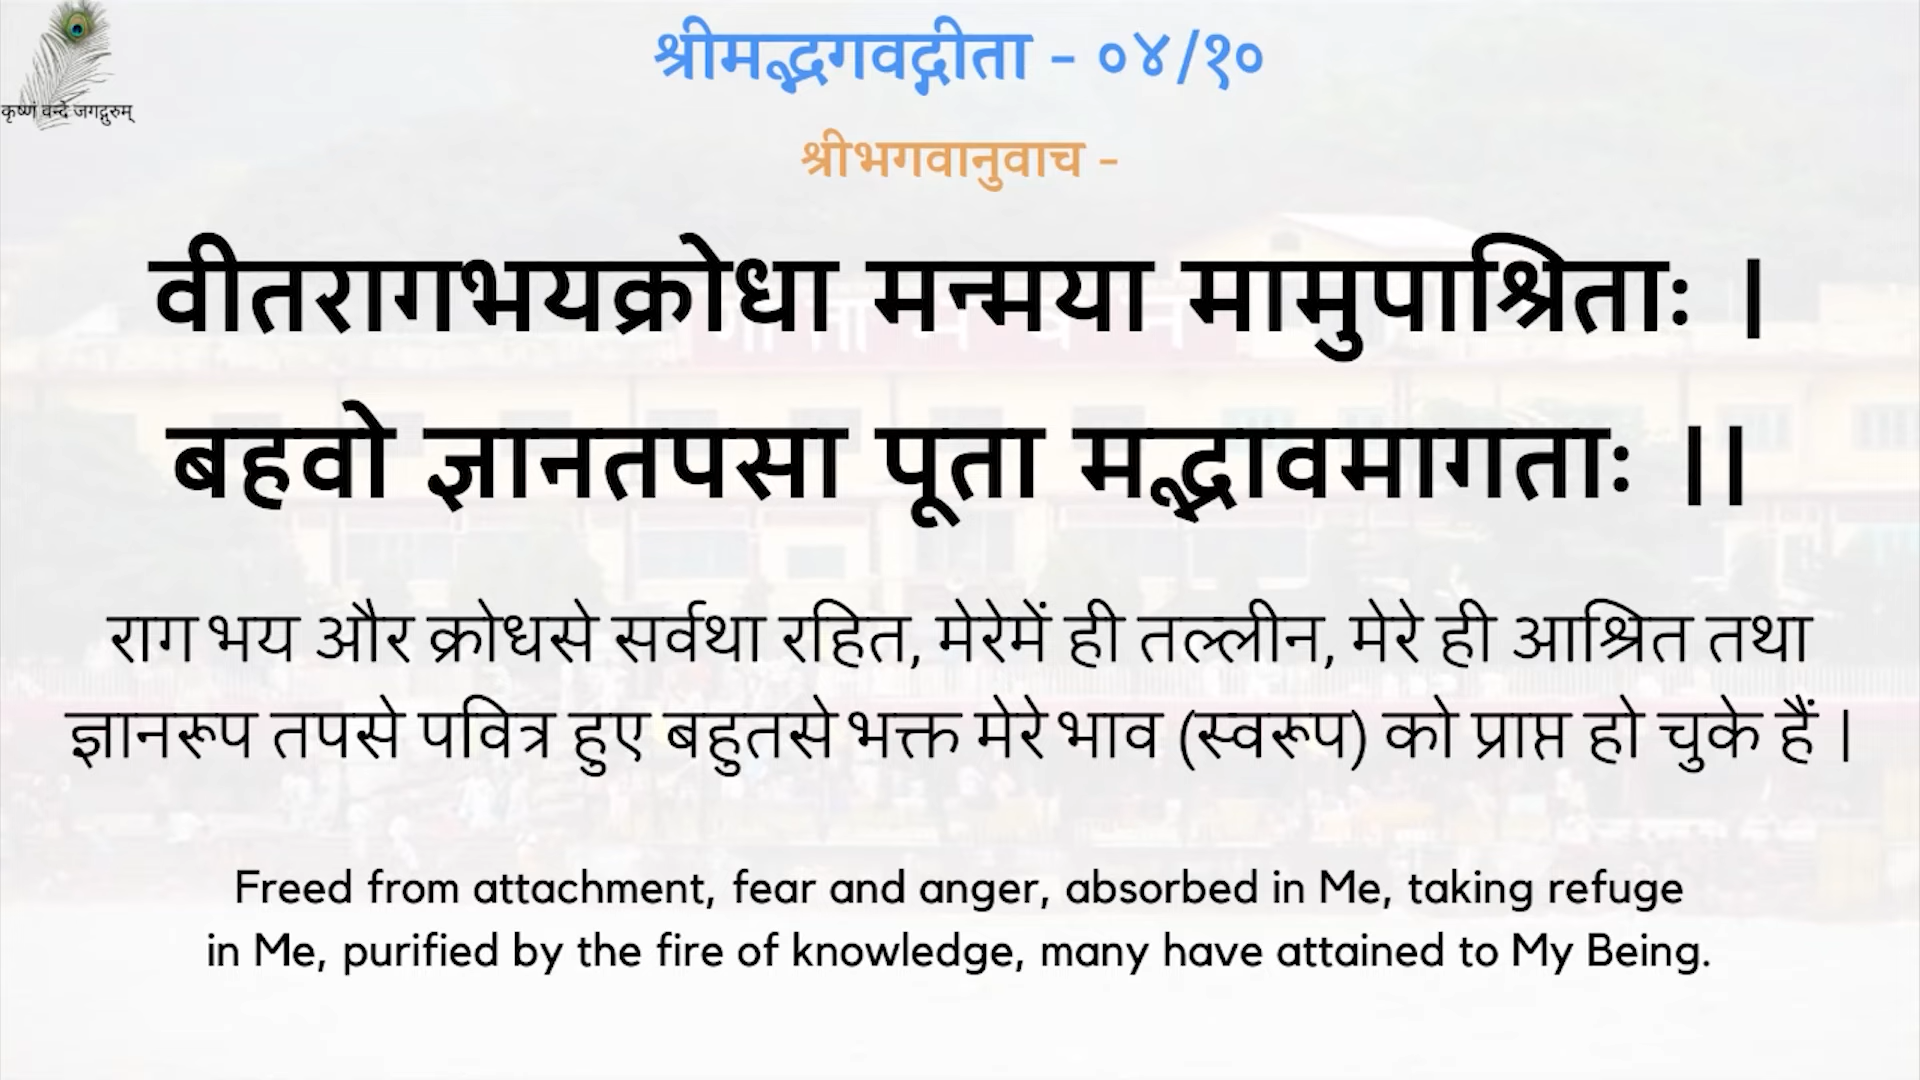 श्रीमद्भगवद्गीता - ०४/१०
कृष्णं वन्दे जगद्गुरुम्
श्रीभगवानुवाच -
वीतरागभयक्रोधा मन्मया मामुपाश्रिताः |
बहवो ज्ञानतपसा पूता मद्भावमागताः ||
राग भय और क्रोधसे सर्वथा रहित, मेरेमें ही तल्लीन, मेरे ही आश्रित तथा
ज्ञानरूप तपसे पवित्र हुए बहुतसे भक्त मेरे भाव (स्वरूप) को प्राप्त हो चुके हैं |
Freed from attachment, fear and anger, absorbed in Me, taking refuge
in Me, purified by the fire of knowledge, many have attained to My Being.